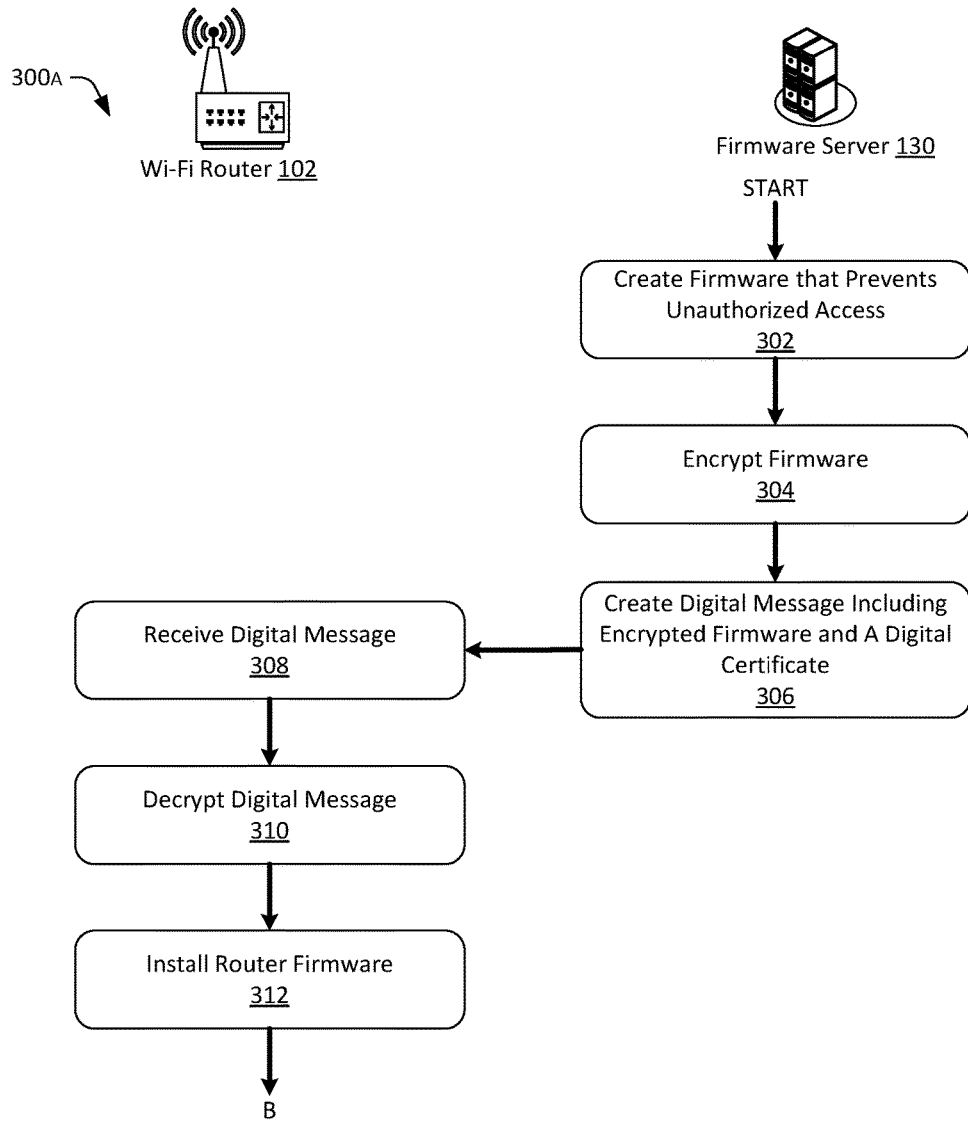 300A
Wi-Fi Router 102
Firmware Server 130
START
Create Firmware that Prevents
Unauthorized Access
302
Encrypt Firmware
304
Create Digital Message Including
Encrypted Firmware and A Digital
Certificate
306
Receive Digital Message
308
Decrypt Digital Message
310
Install Router Firmware
312
B